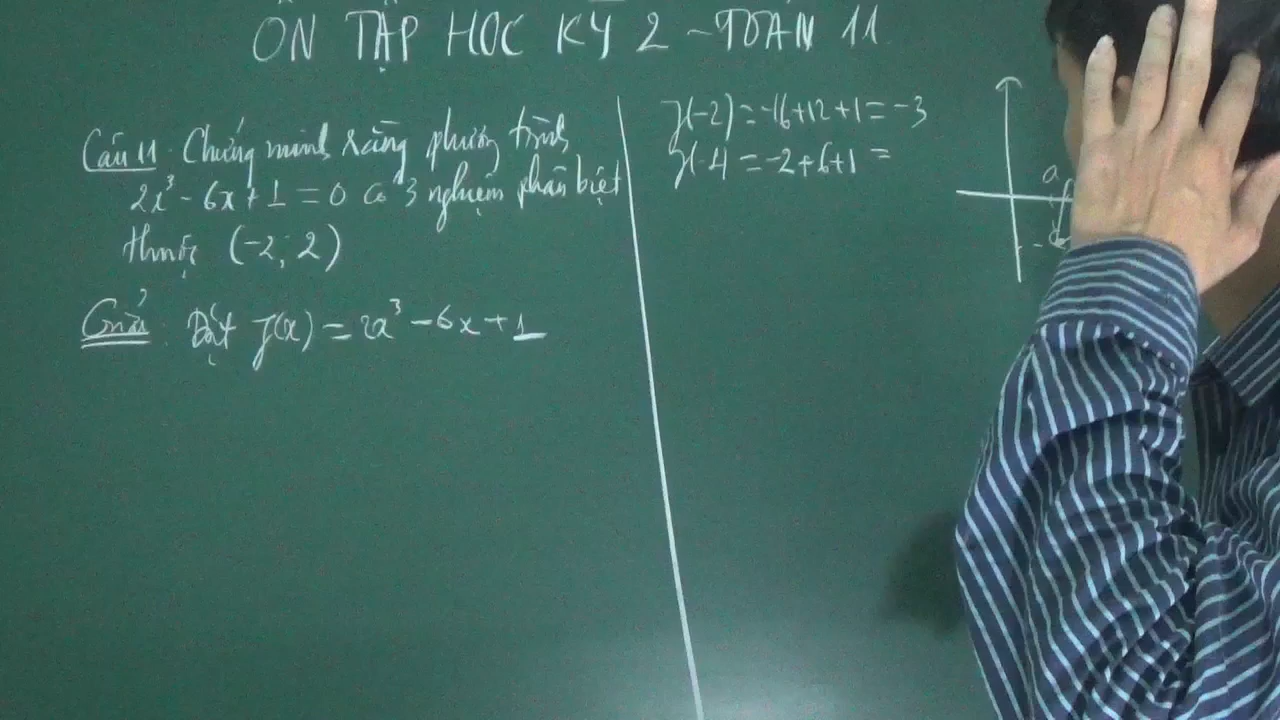 ÔN TẬP HỌC KỲ 2 - TOÁN 11
Câu 11: Chứng minh rằng phương trình
2x³ - 6x + 1 = 0 có 3 nghiệm phân biệt
thuộc (-2; 2)
Giải: Đặt f(x) = 2x³ - 6x + 1
f(-2) = -16+12+1 = -3
f(-1) = -2+6+1 =
a